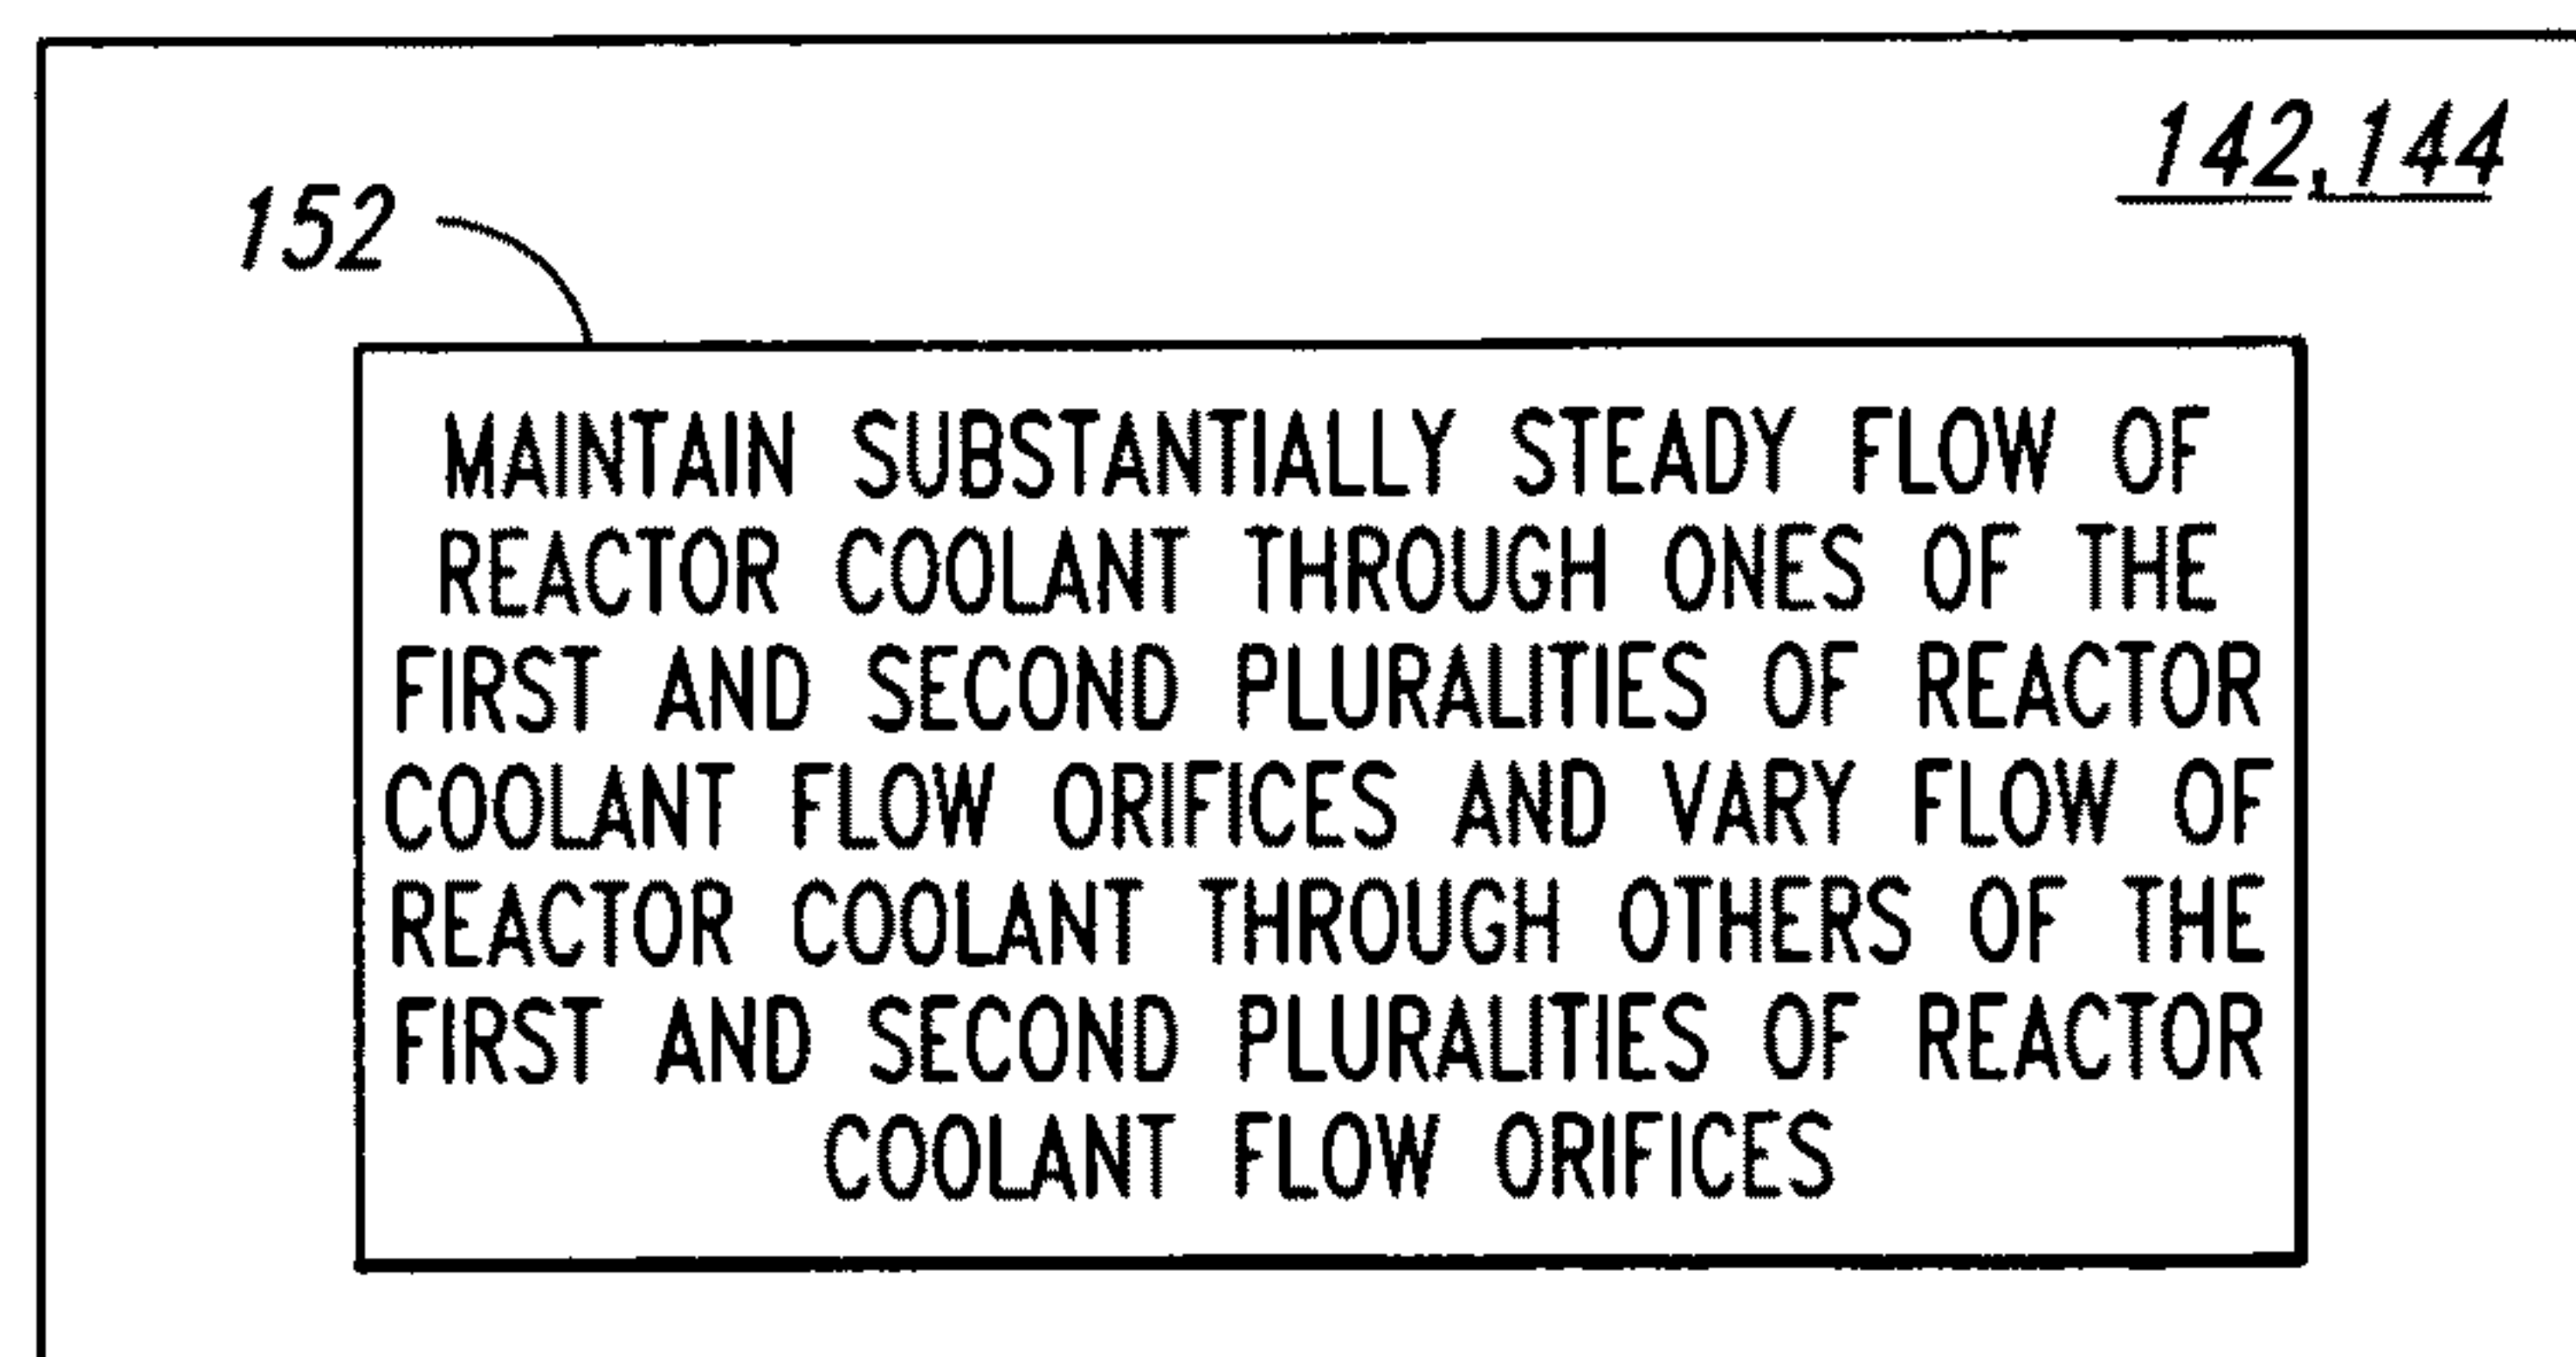 142,144
152
MAINTAIN SUBSTANTIALLY STEADY FLOW OF
REACTOR COOLANT THROUGH ONES OF THE
FIRST AND SECOND PLURALITIES OF REACTOR
COOLANT FLOW ORIFICES AND VARY FLOW OF
REACTOR COOLANT THROUGH OTHERS OF THE
FIRST AND SECOND PLURALITIES OF REACTOR
COOLANT FLOW ORIFICES